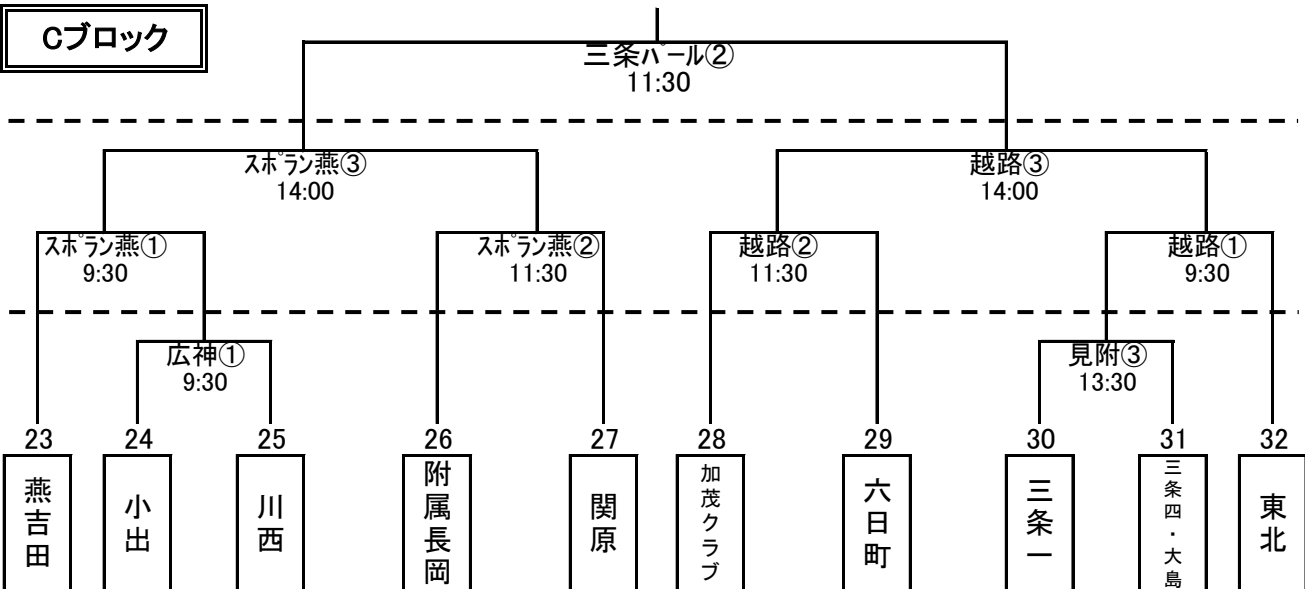 Cブロック
三条パール②
11:30
スポラン燕③
14:00
越路③
14:00
スポラン燕①
9:30
スポラン燕②
11:30
越路②
11:30
越路①
9:30
広神①
9:30
見附③
13:30
23
24
25
26
27
28
29
30
31
32
燕吉田
小出
川西
附属長岡
関原
加茂クラブ
六日町
三条一
三条四・大島
東北